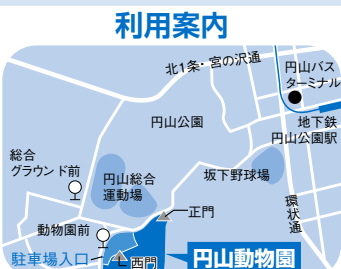 利用案内
北1条・宮の沢通
円山バス
ターミナル
円山公園
地下鉄
円山公園駅
総合
グラウンド前
円山総合
運動場
坂下野球場
環状通
正門
動物園前
円山動物園
駐車場入口
西門